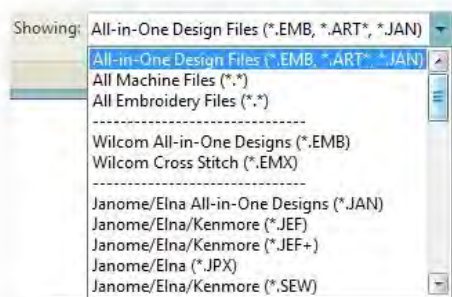 Showing: All-in-One Design Files (*.EMB, *.ART*, *.JAN)
All-in-One Design Files (*.EMB, *.ART*, *.JAN)
All Machine Files (*.*)
All Embroidery Files (*.*)
------------------------------
Wilcom All-in-One Designs (*.EMB)
Wilcom Cross Stitch (*.EMX)
------------------------------
Janome/Elna All-in-One Designs (*.JAN)
Janome/Elna/Kenmore (*.JEF)
Janome/Elna/Kenmore (*.JEF+)
Janome/Elna (*.JPX)
Janome/Elna/Kenmore (*.SEW)